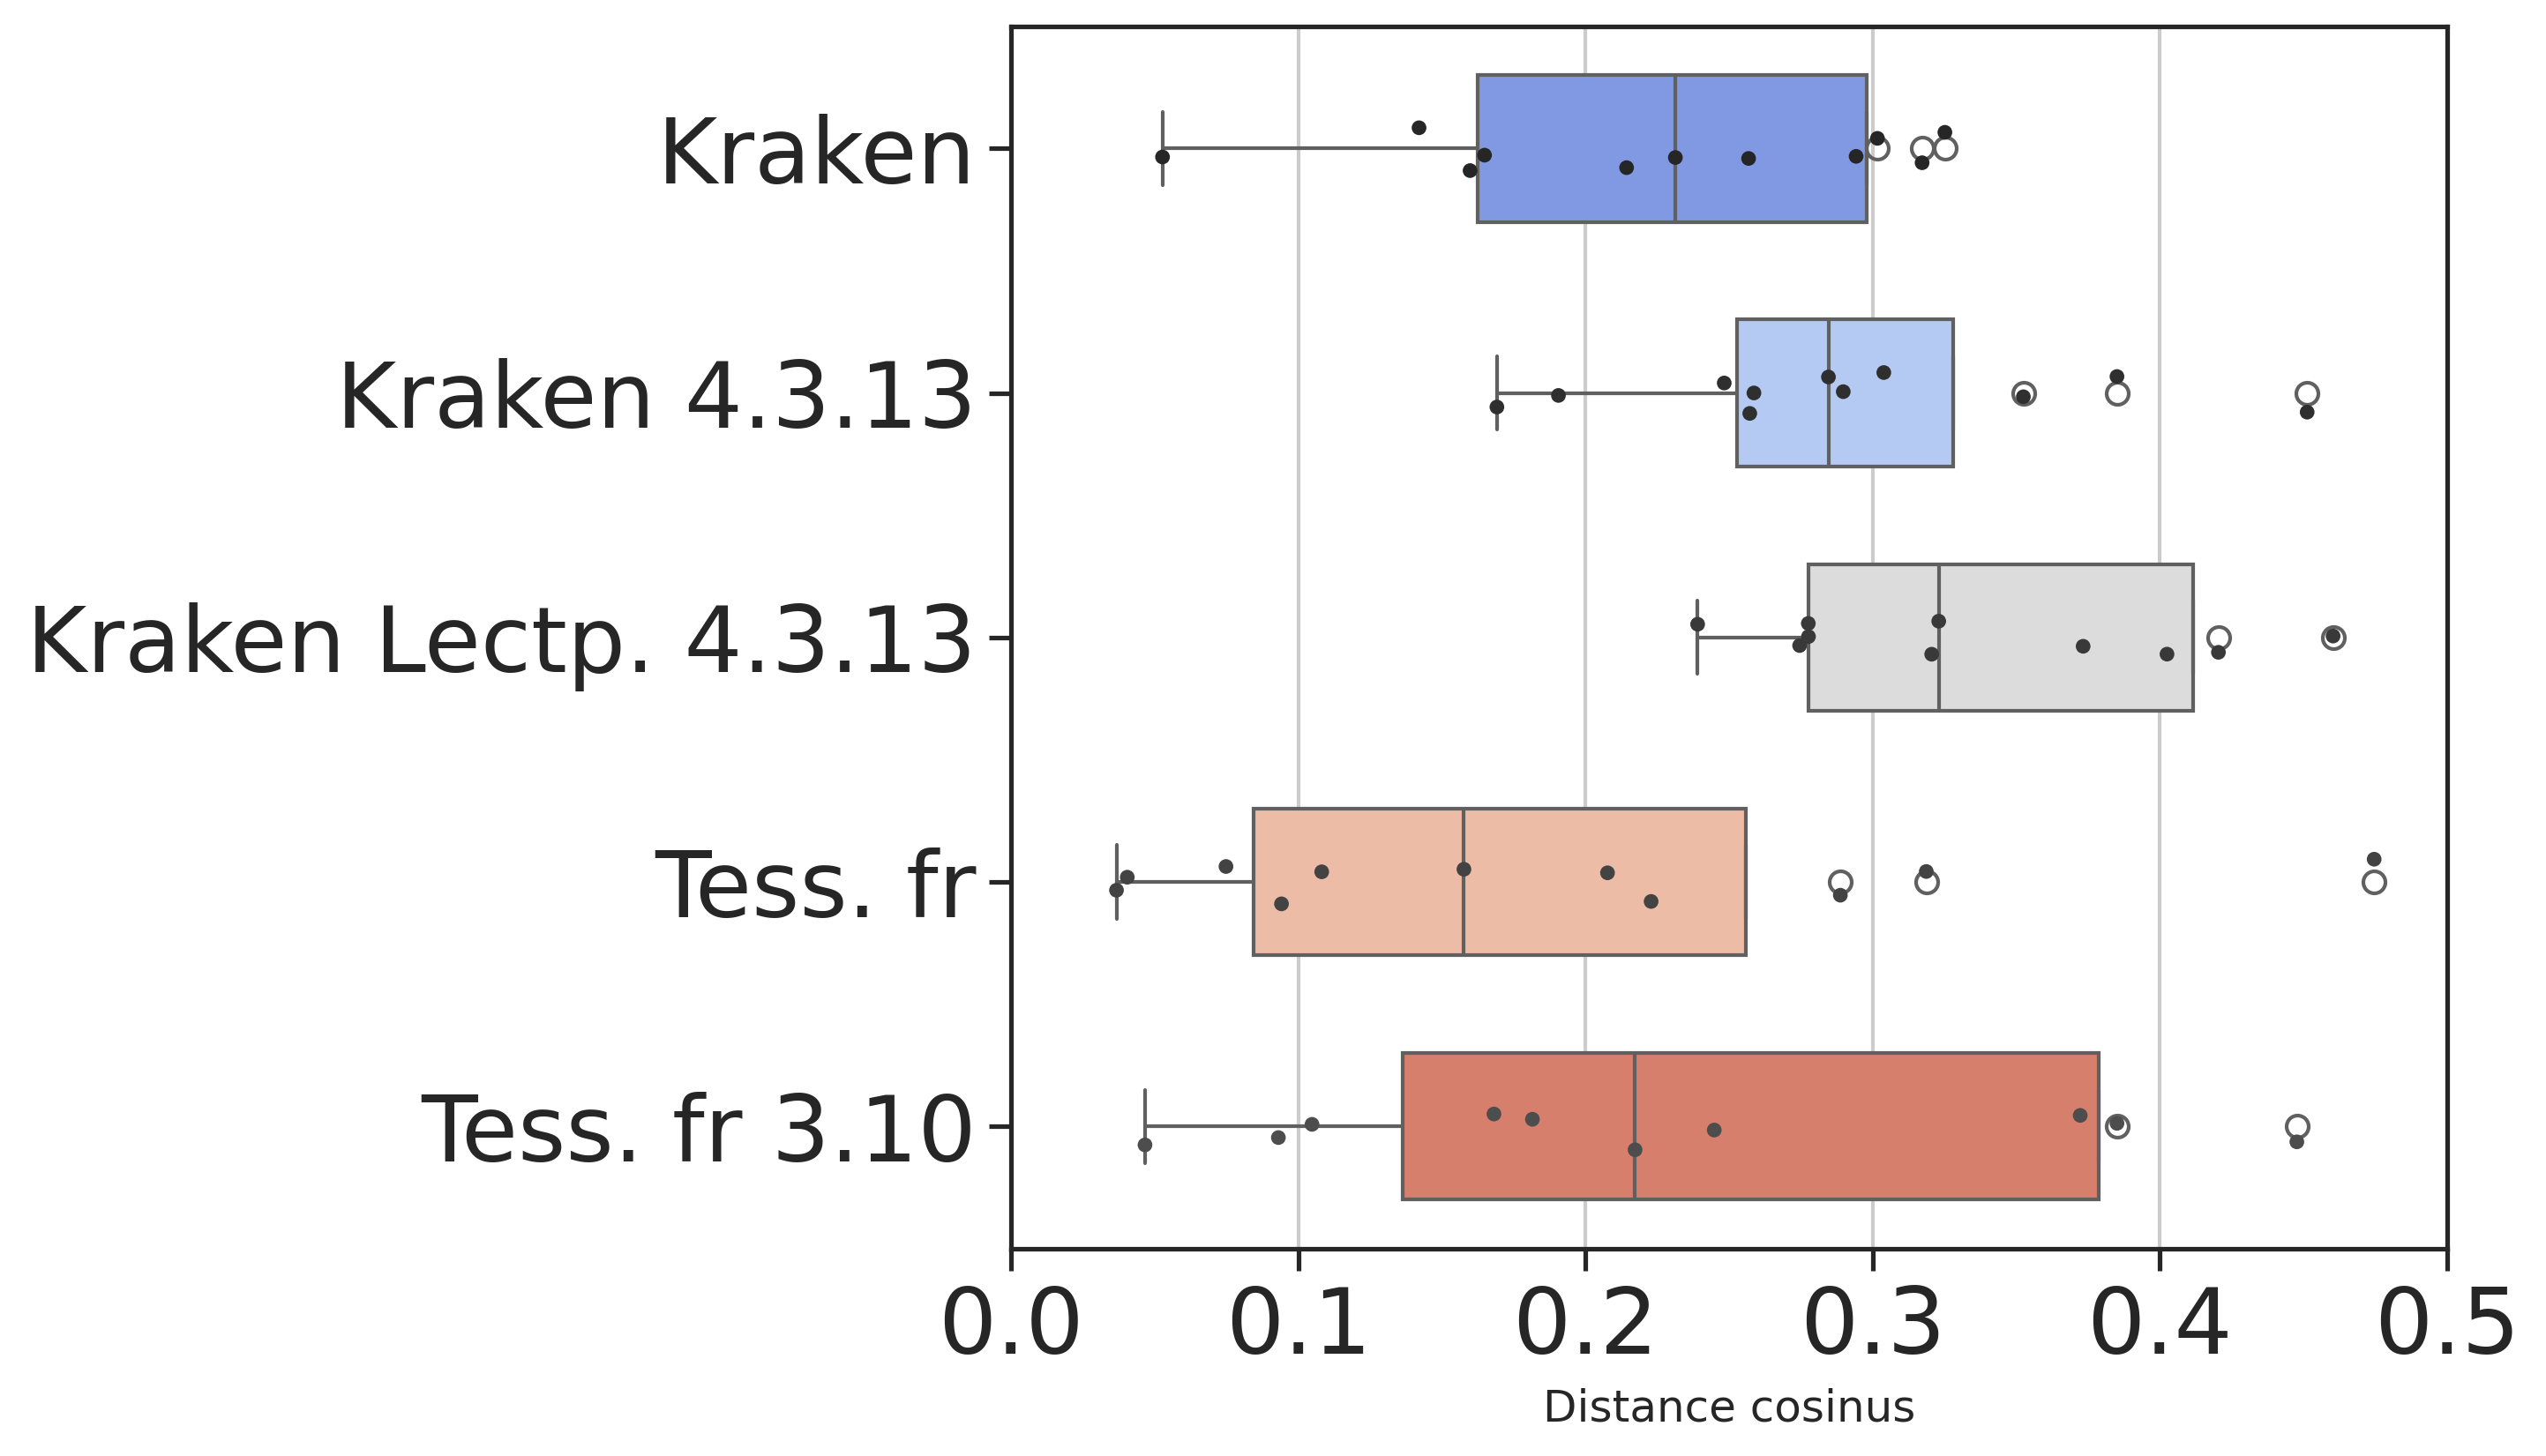 Kraken
Kraken 4.3.13
Kraken Lectp. 4.3.13
Tess. fr
Tess. fr 3.10
0.0 0.1 0.2 0.3 0.4 0.5
Distance cosinus